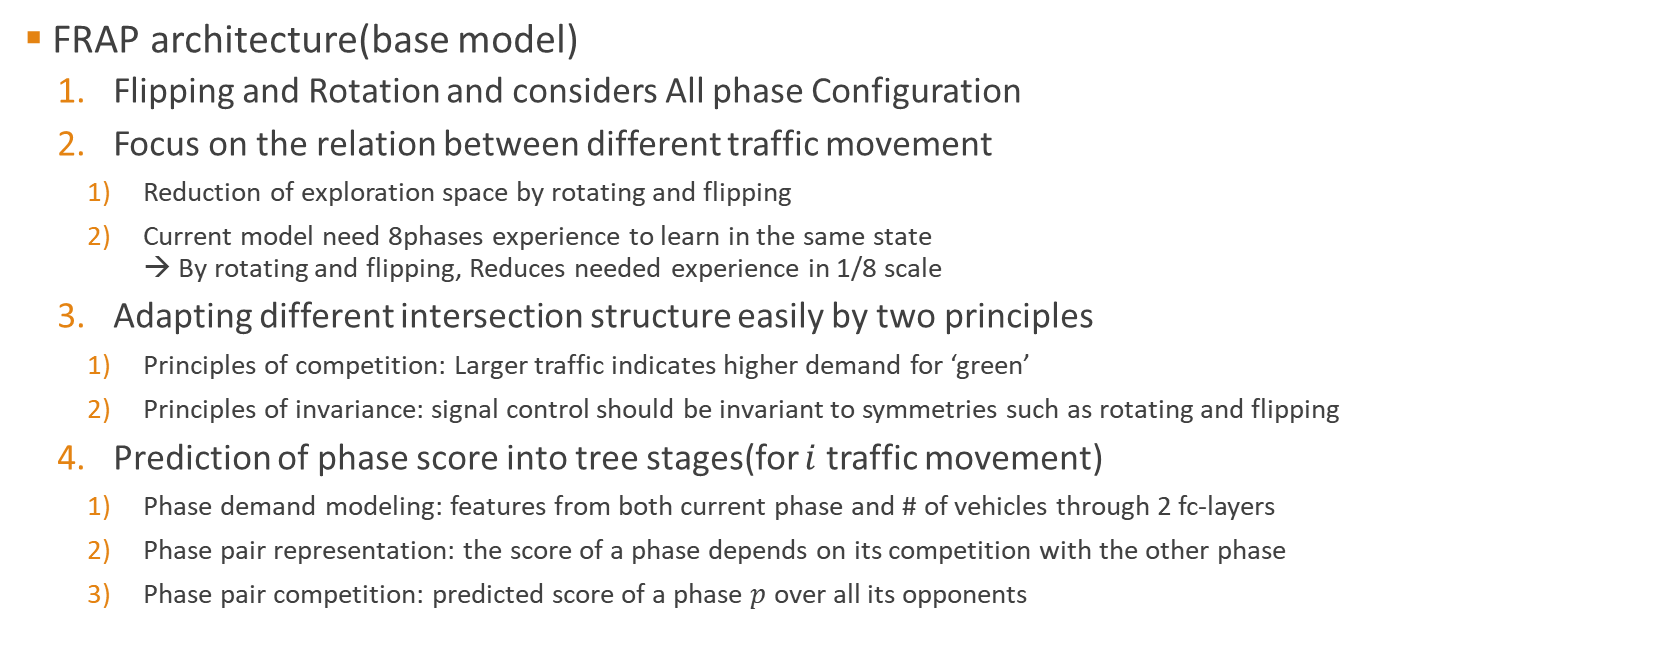 ▪ FRAP architecture(base model)
1. Flipping and Rotation and considers All phase Configuration
2. Focus on the relation between different traffic movement
1) Reduction of exploration space by rotating and flipping
2) Current model need 8phases experience to learn in the same state
→ By rotating and flipping, Reduces needed experience in 1/8 scale
3. Adapting different intersection structure easily by two principles
1) Principles of competition: Larger traffic indicates higher demand for ‘green’
2) Principles of invariance: signal control should be invariant to symmetries such as rotating and flipping
4. Prediction of phase score into tree stages(for i traffic movement)
1) Phase demand modeling: features from both current phase and # of vehicles through 2 fc-layers
2) Phase pair representation: the score of a phase depends on its competition with the other phase
3) Phase pair competition: predicted score of a phase p over all its opponents